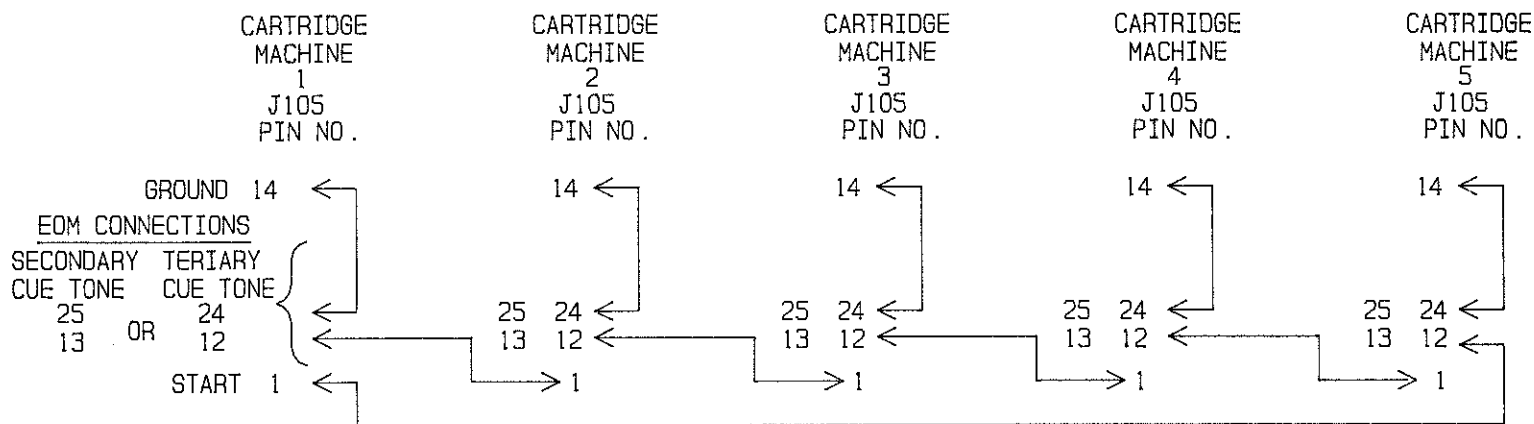 CARTRIDGE CARTRIDGE CARTRIDGE CARTRIDGE CARTRIDGE
MACHINE MACHINE MACHINE MACHINE MACHINE
1 2 3 4 5
J105 J105 J105 J105 J105
PIN NO. PIN NO. PIN NO. PIN NO. PIN NO.
GROUND 14 14 14 14 14
EOM CONNECTIONS
SECONDARY TERIARY
CUE TONE CUE TONE
25 24 25 24 25 24 25 24 25 24
OR
13 12 13 12 13 12 13 12 13 12
START 1 1 1 1 1